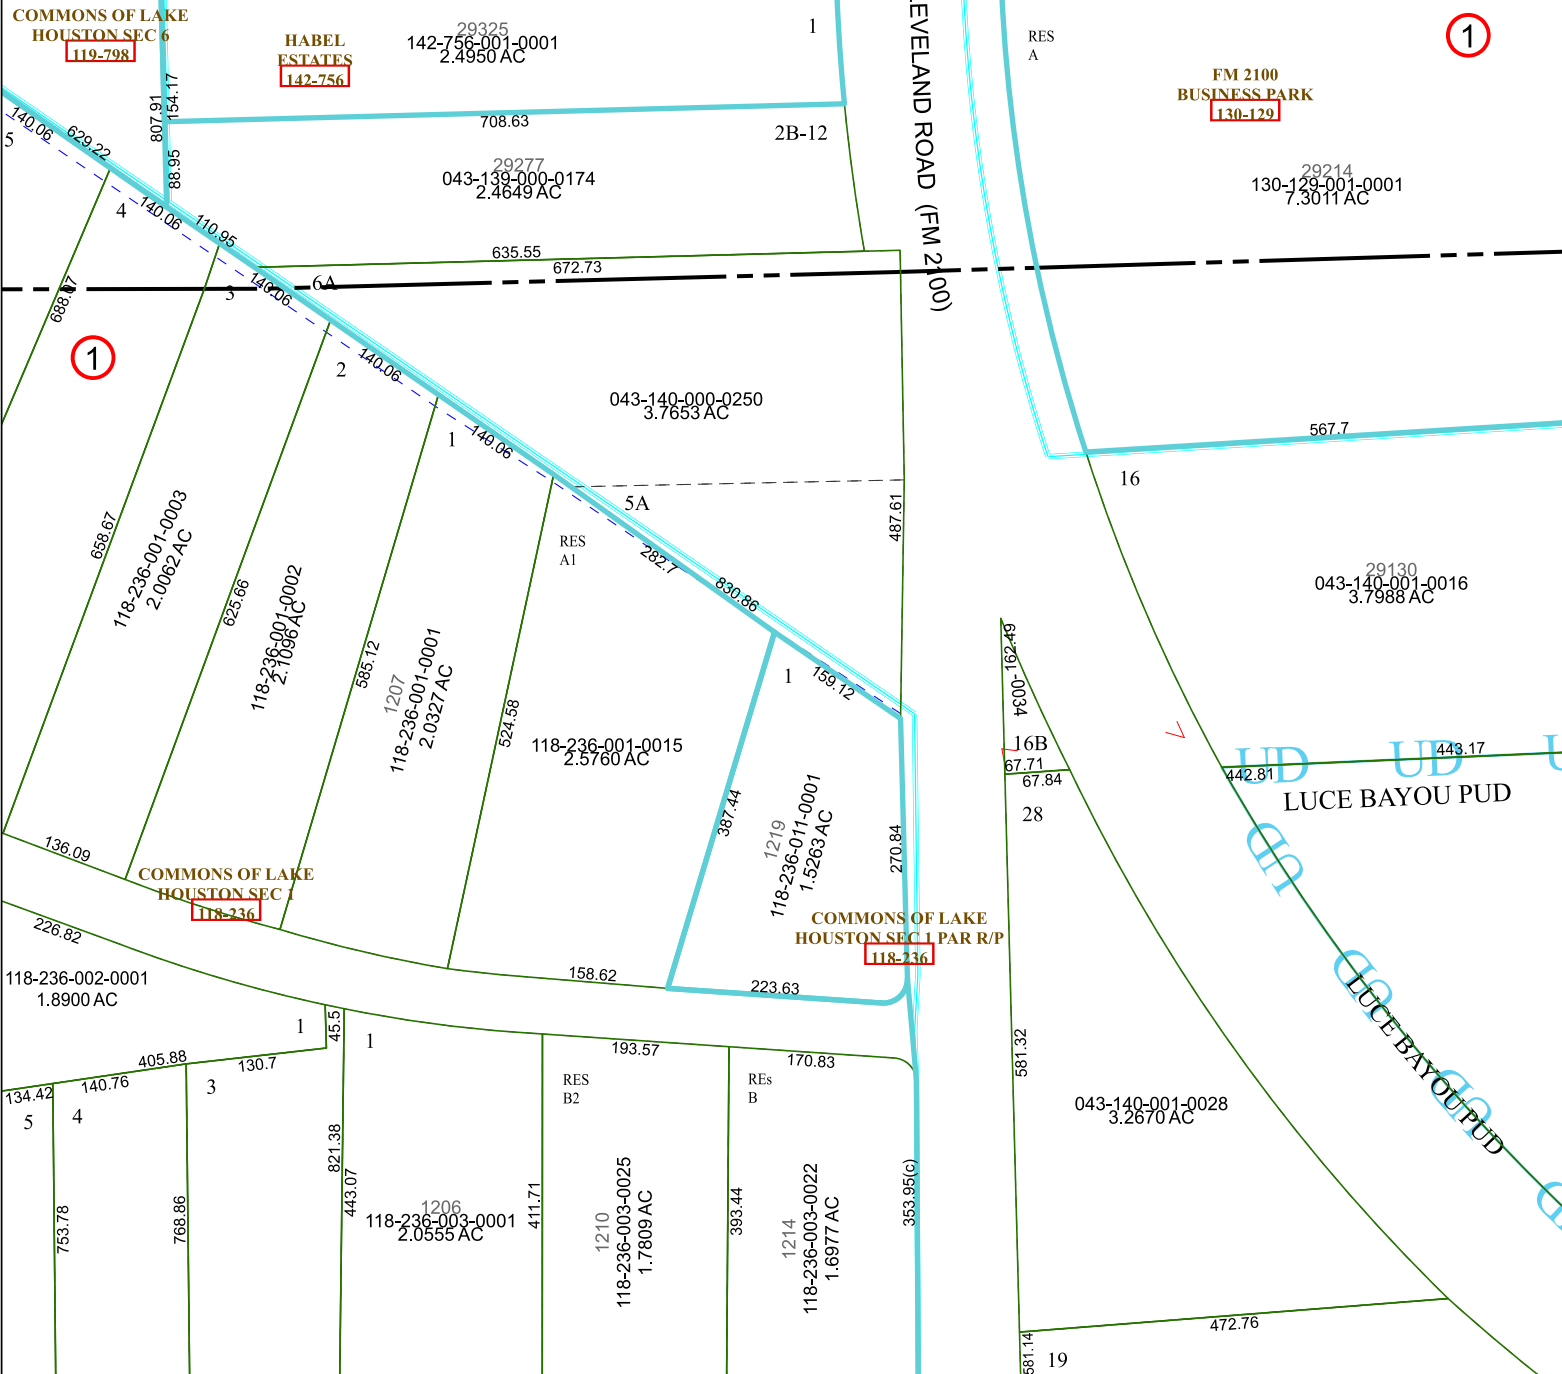 COMMONS OF LAKE
HOUSTON SEC 6
119-798
HABEL
ESTATES
142-756
29325
142-756-001-0001
2.4950 AC
1
RES
A
1
FM 2100
BUSINESS PARK
130-129
29214
130-129-001-0001
7.3011 AC
807.91
154.17
88.95
708.63
2B-12
29277
043-139-000-0174
2.4649 AC
EVELAND ROAD (FM 2100)
140.06
629.22
5
4
140.06
110.95
635.55
672.73
6A
3
140.06
688.07
1
2
140.06
043-140-000-0250
3.7653 AC
567.7
1
140.06
16
5A
487.61
RES
A1
282.7
830.86
658.67
118-236-001-0003
2.0062 AC
625.66
118-236-001-0002
2.1096 AC
585.12
1207
118-236-001-0001
2.0327 AC
524.58
118-236-001-0015
2.5760 AC
29130
043-140-001-0016
3.7988 AC
1
159.12
162.49
-0034
16B
67.71
67.84
28
UD
UD
U
443.17
442.81
LUCE BAYOU PUD
387.44
1219
118-236-011-0001
1.5263 AC
270.84
136.09
COMMONS OF LAKE
HOUSTON SEC 1
118-236
UD
COMMONS OF LAKE
HOUSTON SEC 1 PAR R/P
118-236
226.82
118-236-002-0001
1.8900 AC
158.62
223.63
UD
LUCE BAYOU PUD
UD
1
45.5
1
405.88
130.7
193.57
170.83
134.42
140.76
3
5
4
RES
B2
REs
B
581.32
043-140-001-0028
3.2670 AC
821.38
443.07
753.78
768.86
1206
118-236-003-0001
2.0555 AC
411.71
1210
118-236-003-0025
1.7809 AC
393.44
1214
118-236-003-0022
1.6977 AC
353.95(c)
472.76
581.14
19